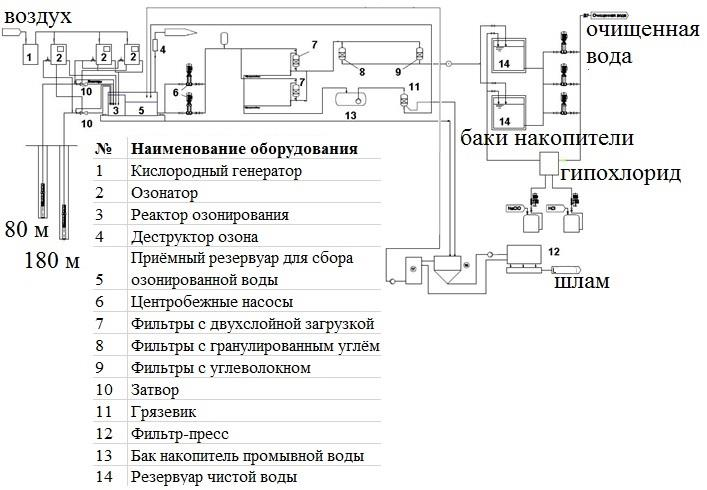 воздух
Очищенная вода
очищенная
вода
1
2
2
2
4
7
7
8
9
14
14
6
10
10
3
5
13
11
баки накопители
гипохлорид
NaClO
HCl
80 м
180 м
12
шлам
№ Наименование оборудования
1 Кислородный генератор
2 Озонатор
3 Реактор озонирования
4 Деструктор озона
5 Приёмный резервуар для сбора
озонированной воды
6 Центробежные насосы
7 Фильтры с двухслойной загрузкой
8 Фильтры с гранулированным углём
9 Фильтры с углеволокном
10 Затвор
11 Грязевик
12 Фильтр-пресс
13 Бак накопитель промывной воды
14 Резервуар чистой воды